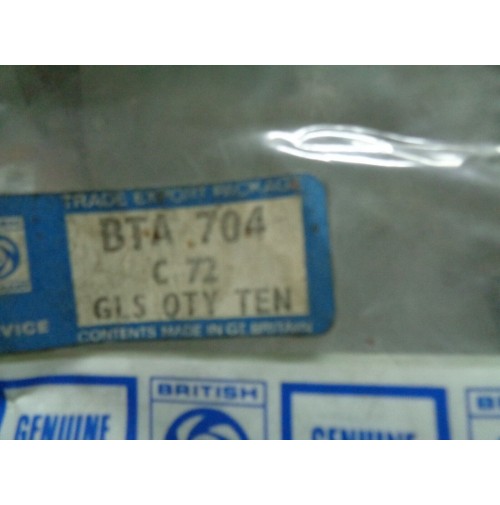 TRADE EXPORT PACKAGE
BTA 704
C 72
GLS QTY TEN
VICE
CONTENTS MADE IN GT. BRITAIN
GENUINE
BRITISH
GENUINE
B